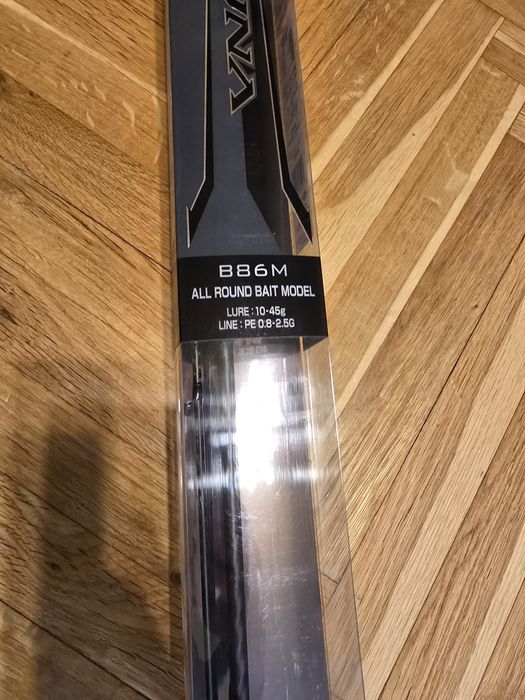 B86M
ALL ROUND BAIT MODEL
LURE : 10-45g
LINE : PE 0.8-2.5G